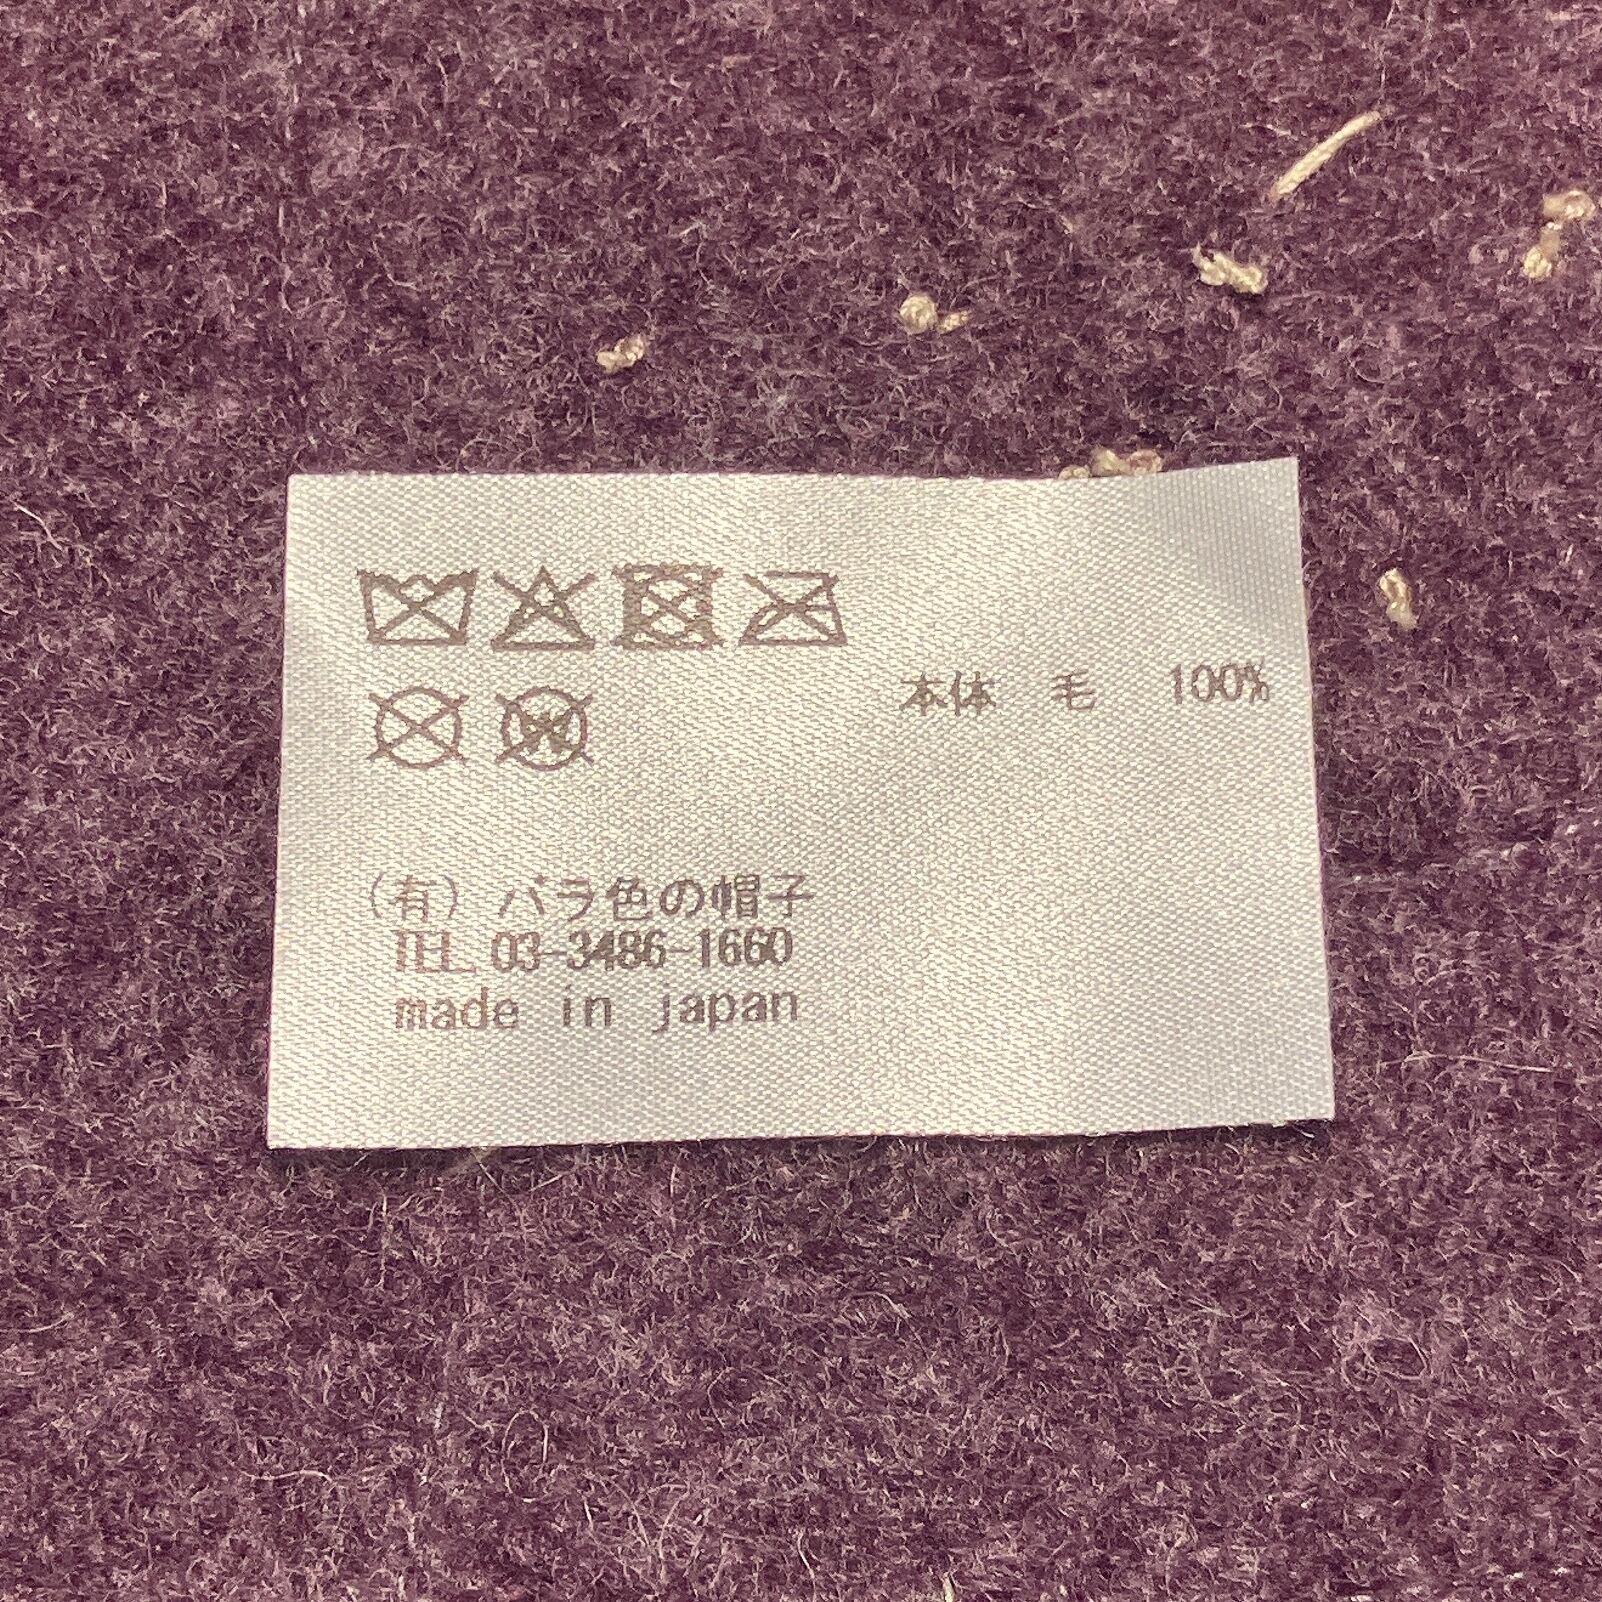 本体 毛 100%
(有) バラ色の帽子
TEL 03-3486-1660
made in japan